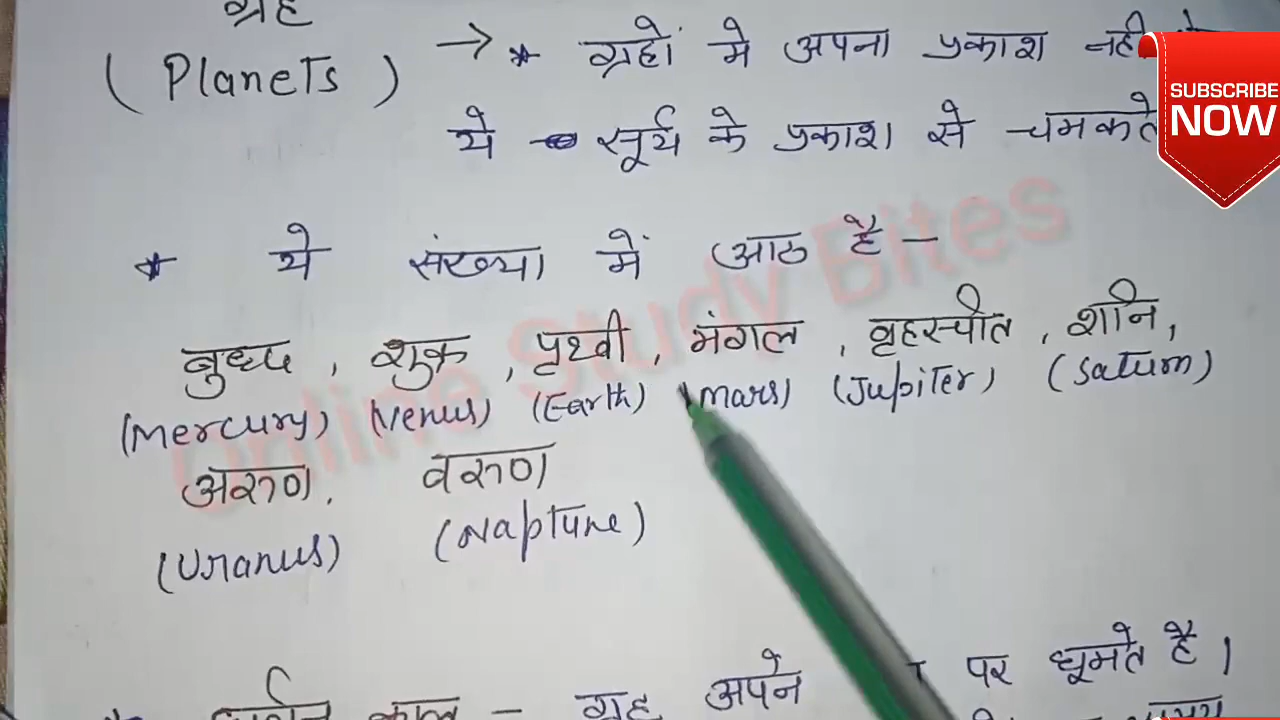 ग्रह
(Planets) → * ग्रहों मे अपना प्रकाश नही
ये सूर्य के प्रकाश से चमकते
SUBSCRIBE
NOW
* ये संख्या में आठ है –
बुध्द, शुक्र, पृथ्वी, मंगल, बृहस्पति, शनि,
(Mercury) (Venus) (Earth) (Mars) (Jupiter) (Saturn)
अरुण, वरुण
(Uranus) (Naptune)
Online Study Bites
काल – ग्रह अपने पर घूमते है।